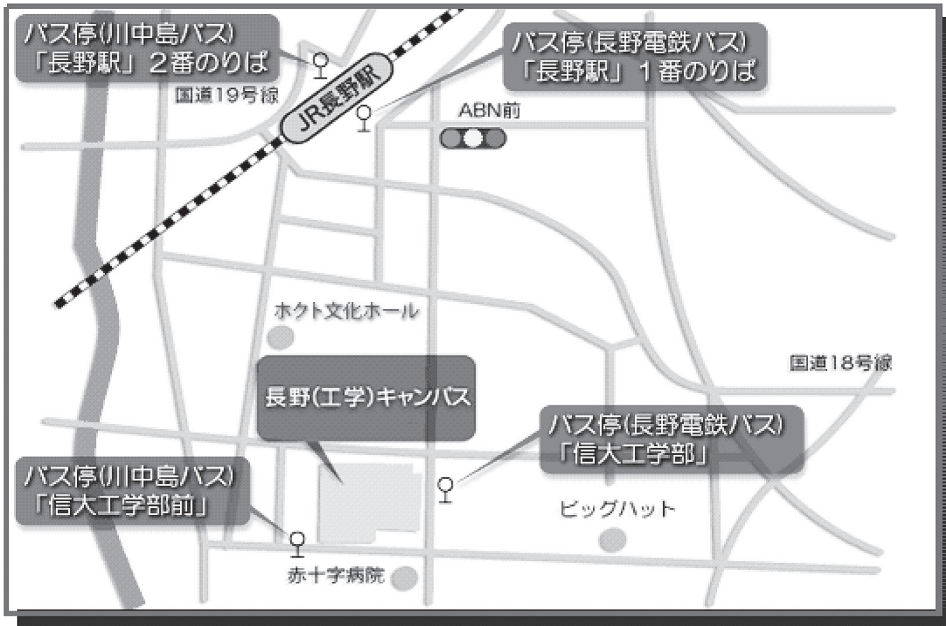 バス停(川中島バス)
「長野駅」２番のりば
バス停(長野電鉄バス)
「長野駅」１番のりば
国道19号線
JR長野駅
ABN前
ホクト文化ホール
国道18号線
長野(工学)キャンパス
バス停(長野電鉄バス)
「信大工学部」
バス停(川中島バス)
「信大工学部前」
ビッグハット
赤十字病院